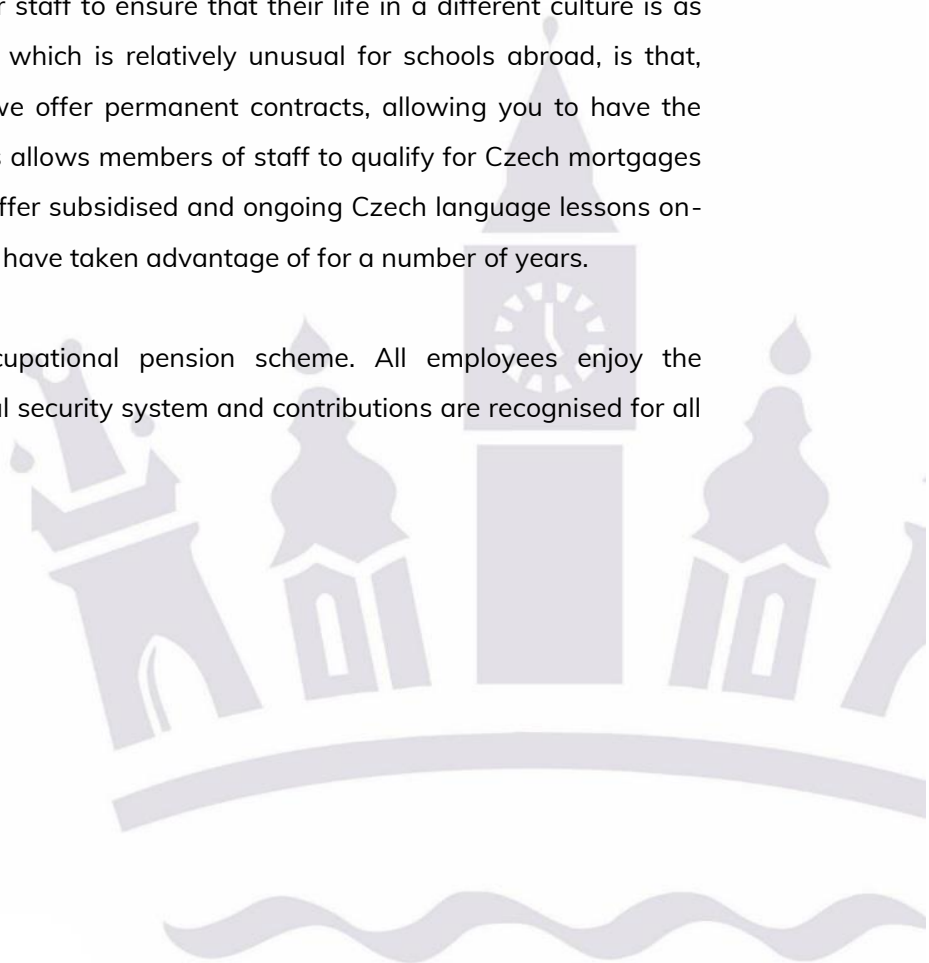 staff to ensure that their life in a different culture is as
which is relatively unusual for schools abroad, is that,
we offer permanent contracts, allowing you to have the
allows members of staff to qualify for Czech mortgages
subsidised and ongoing Czech language lessons on-
have taken advantage of for a number of years.
pension scheme. All employees enjoy the
security system and contributions are recognised for all